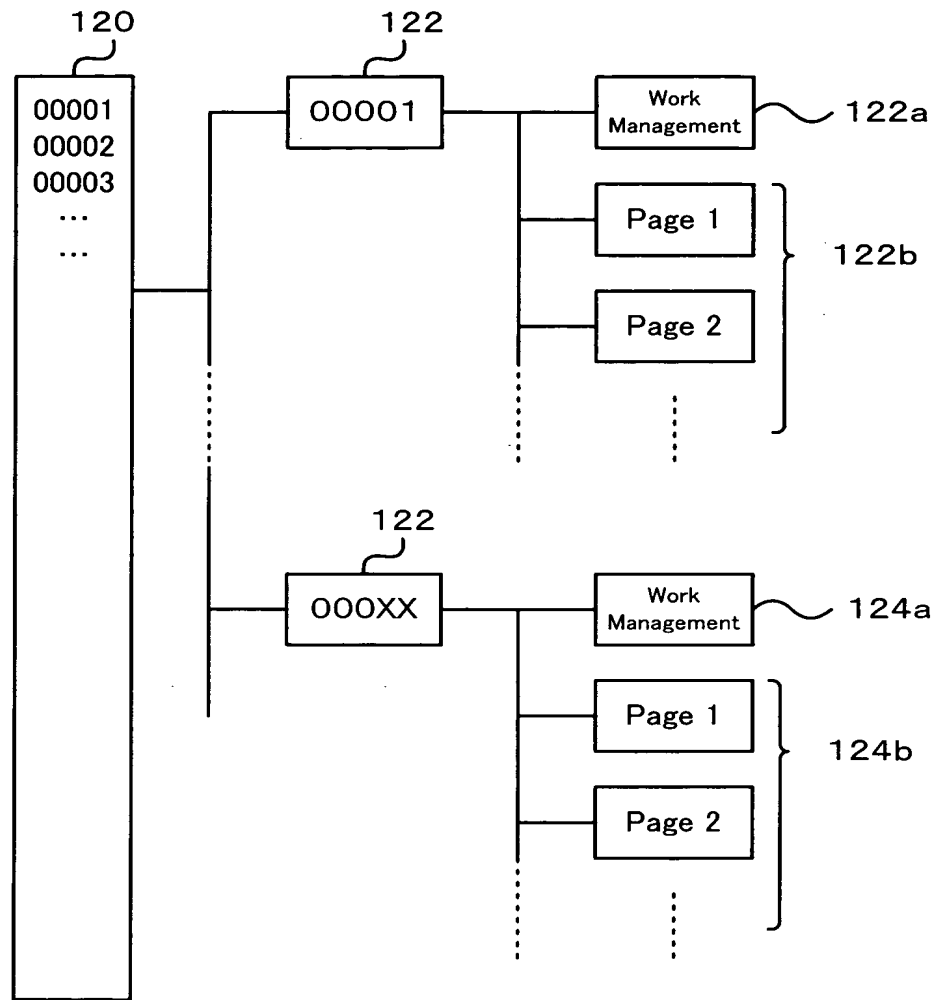 120
00001
00002
00003
...
...
122
00001
Work
Management
122a
Page 1
122b
Page 2
122
000XX
Work
Management
124a
Page 1
124b
Page 2